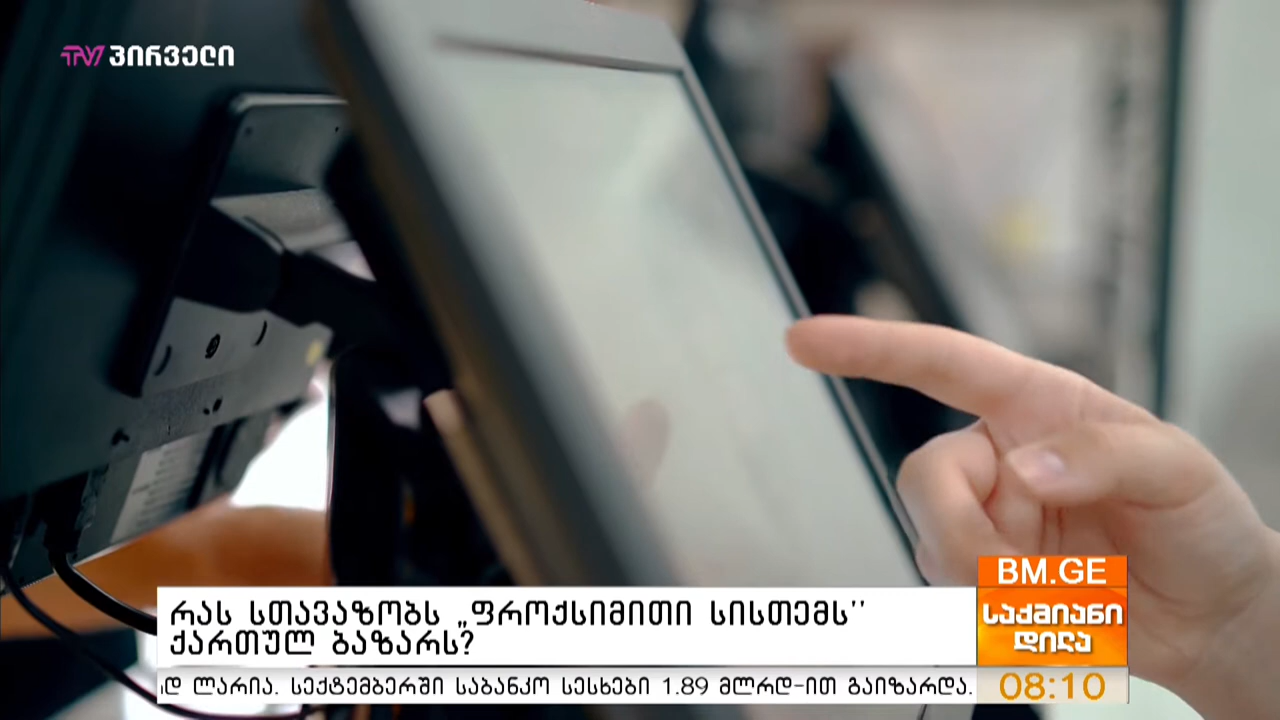 TV პირველი
რას სთავაზობს „ფროქსიმითი სისთემს''
ქართულ ბაზარს?
BM.GE
საქმიანი
დილა
ლარია. სექტემბერში საბანკო სესხები 1.89 მლრდ-ით გაიზარდა.
08:10